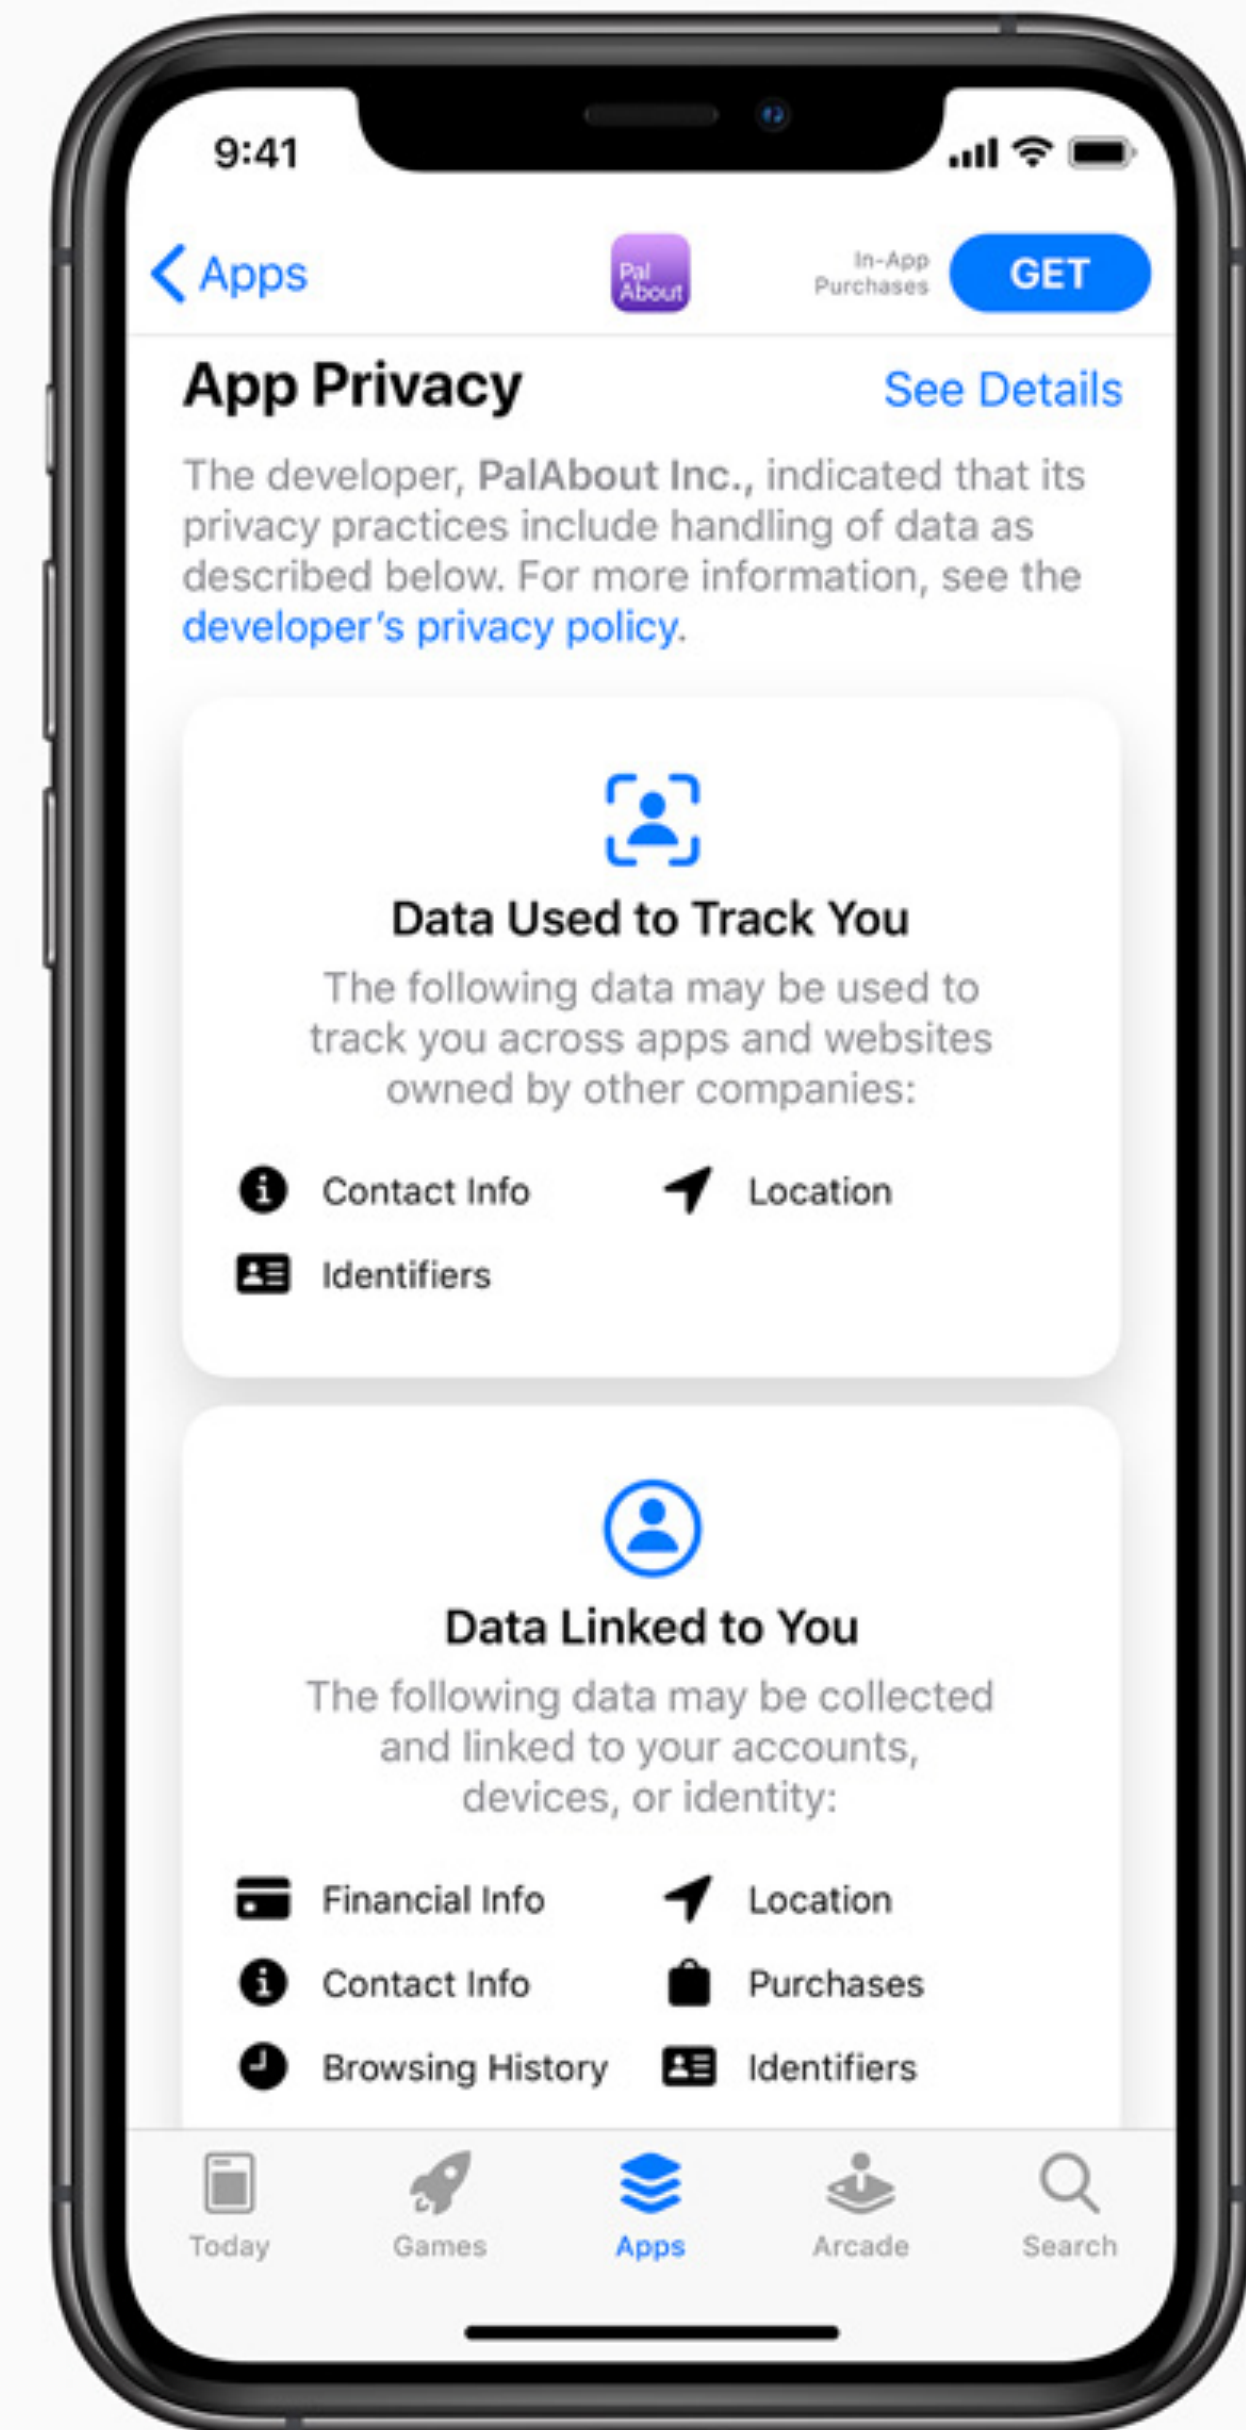 9:41
Apps
Pal
About
In-App
Purchases
GET
App Privacy
See Details
The developer, PalAbout Inc., indicated that its
privacy practices include handling of data as
described below. For more information, see the
developer’s privacy policy.
Data Used to Track You
The following data may be used to
track you across apps and websites
owned by other companies:
Contact Info
Location
Identifiers
Data Linked to You
The following data may be collected
and linked to your accounts,
devices, or identity:
Financial Info
Location
Contact Info
Purchases
Browsing History
Identifiers
Today
Games
Apps
Arcade
Search